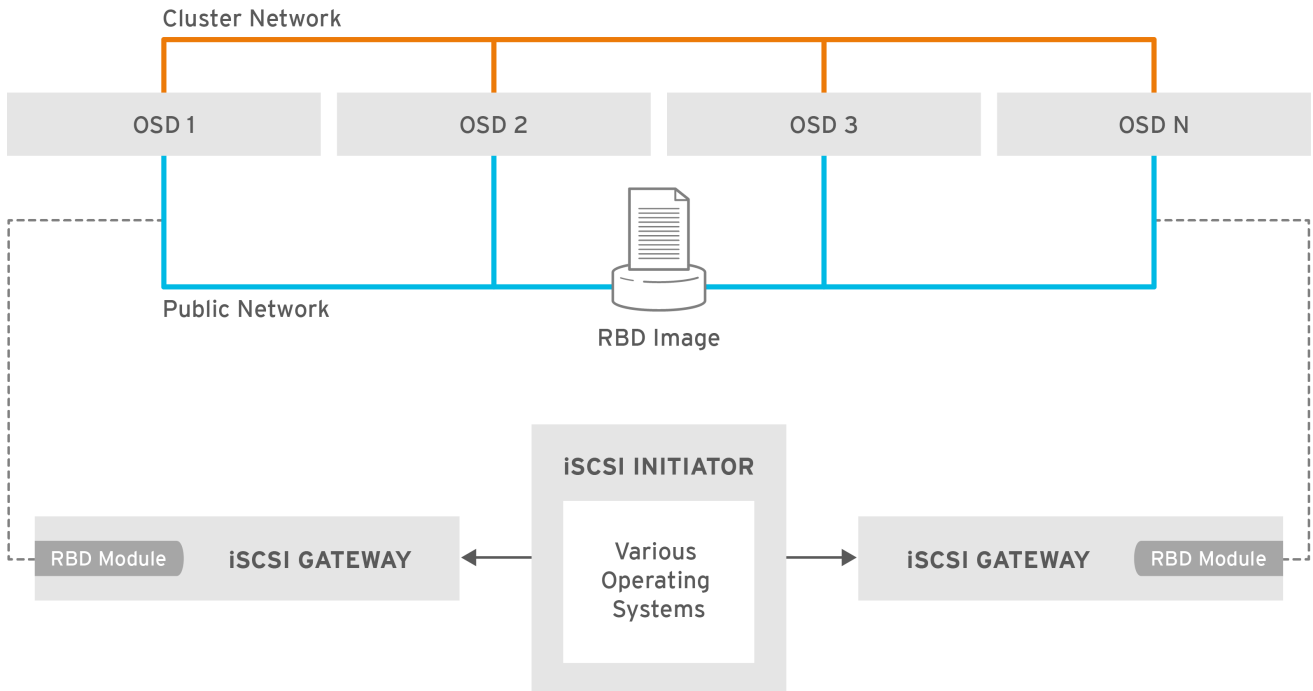 Cluster Network
OSD 1
OSD 2
OSD 3
OSD N
Public Network
RBD Image
iSCSI INITIATOR
Various
Operating
Systems
RBD Module
iSCSI GATEWAY
iSCSI GATEWAY
RBD Module